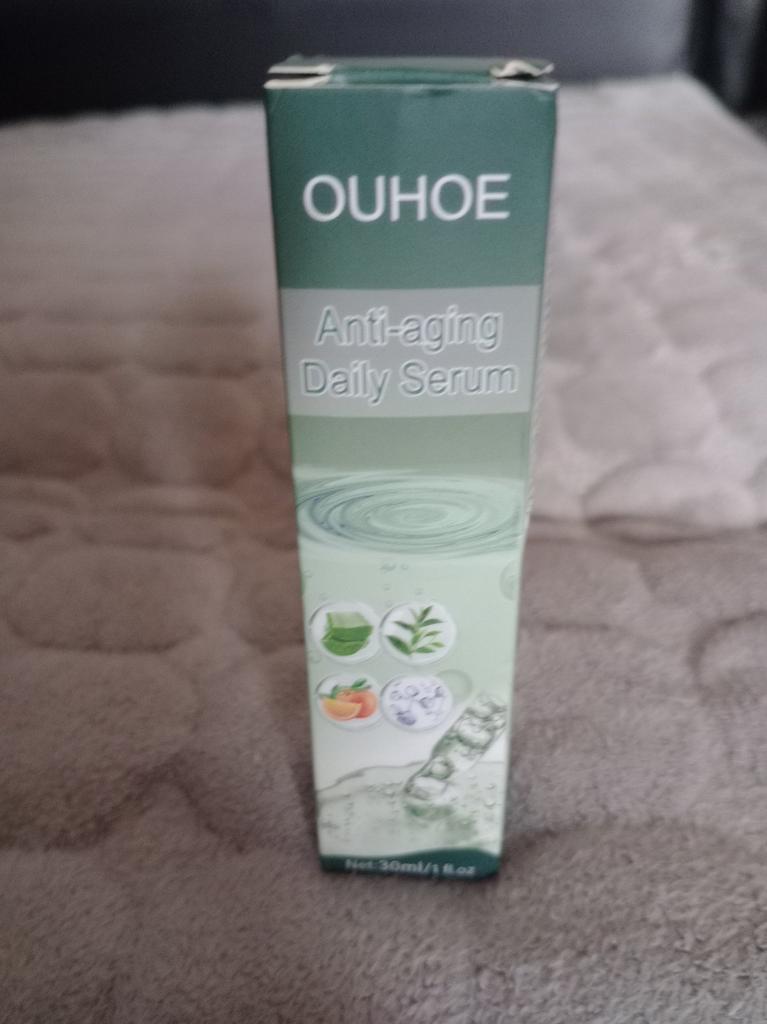 OUHOE
Anti-aging
Daily Serum
Net:30ml/1 fl.oz